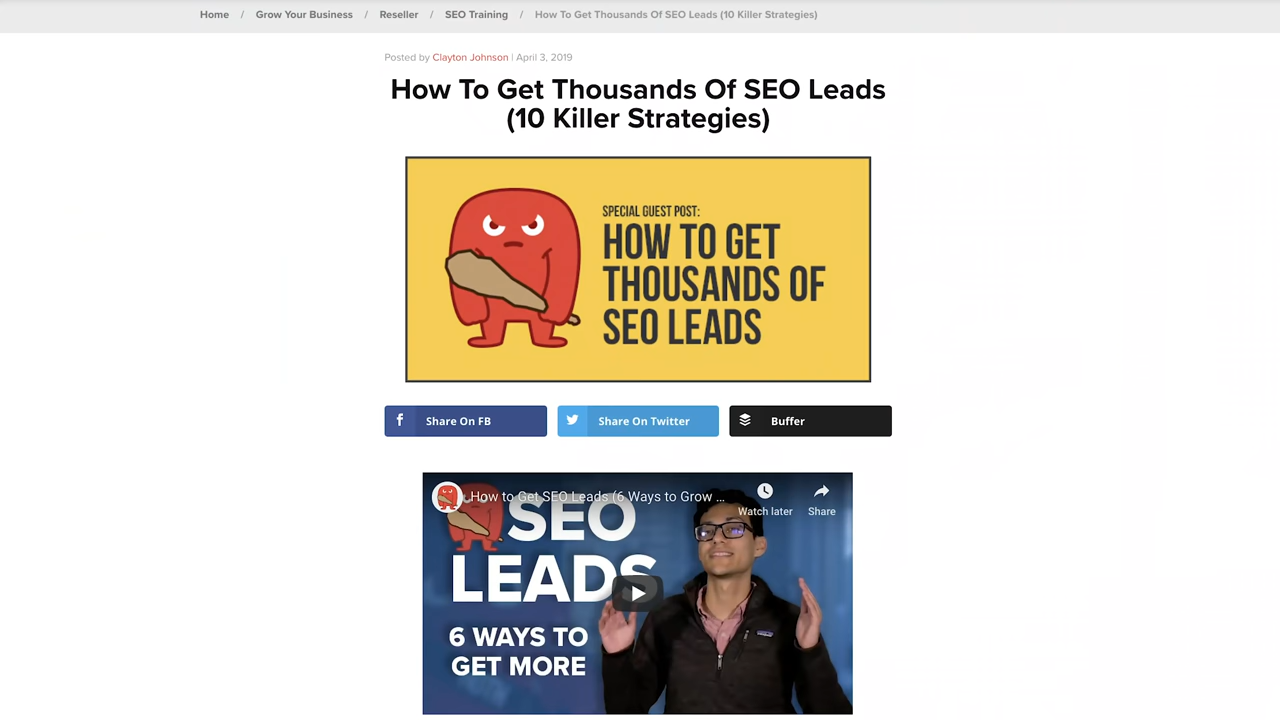 Home / Grow Your Business / Reseller / SEO Training / How To Get Thousands Of SEO Leads (10 Killer Strategies)
Posted by Clayton Johnson | April 3, 2019
How To Get Thousands Of SEO Leads
(10 Killer Strategies)
SPECIAL GUEST POST:
HOW TO GET
THOUSANDS OF
SEO LEADS
Share On FB
Share On Twitter
Buffer
How to Get SEO Leads (6 Ways to Grow ...
Watch later
Share
SEO
LEADS
6 WAYS TO
GET MORE
patagonia